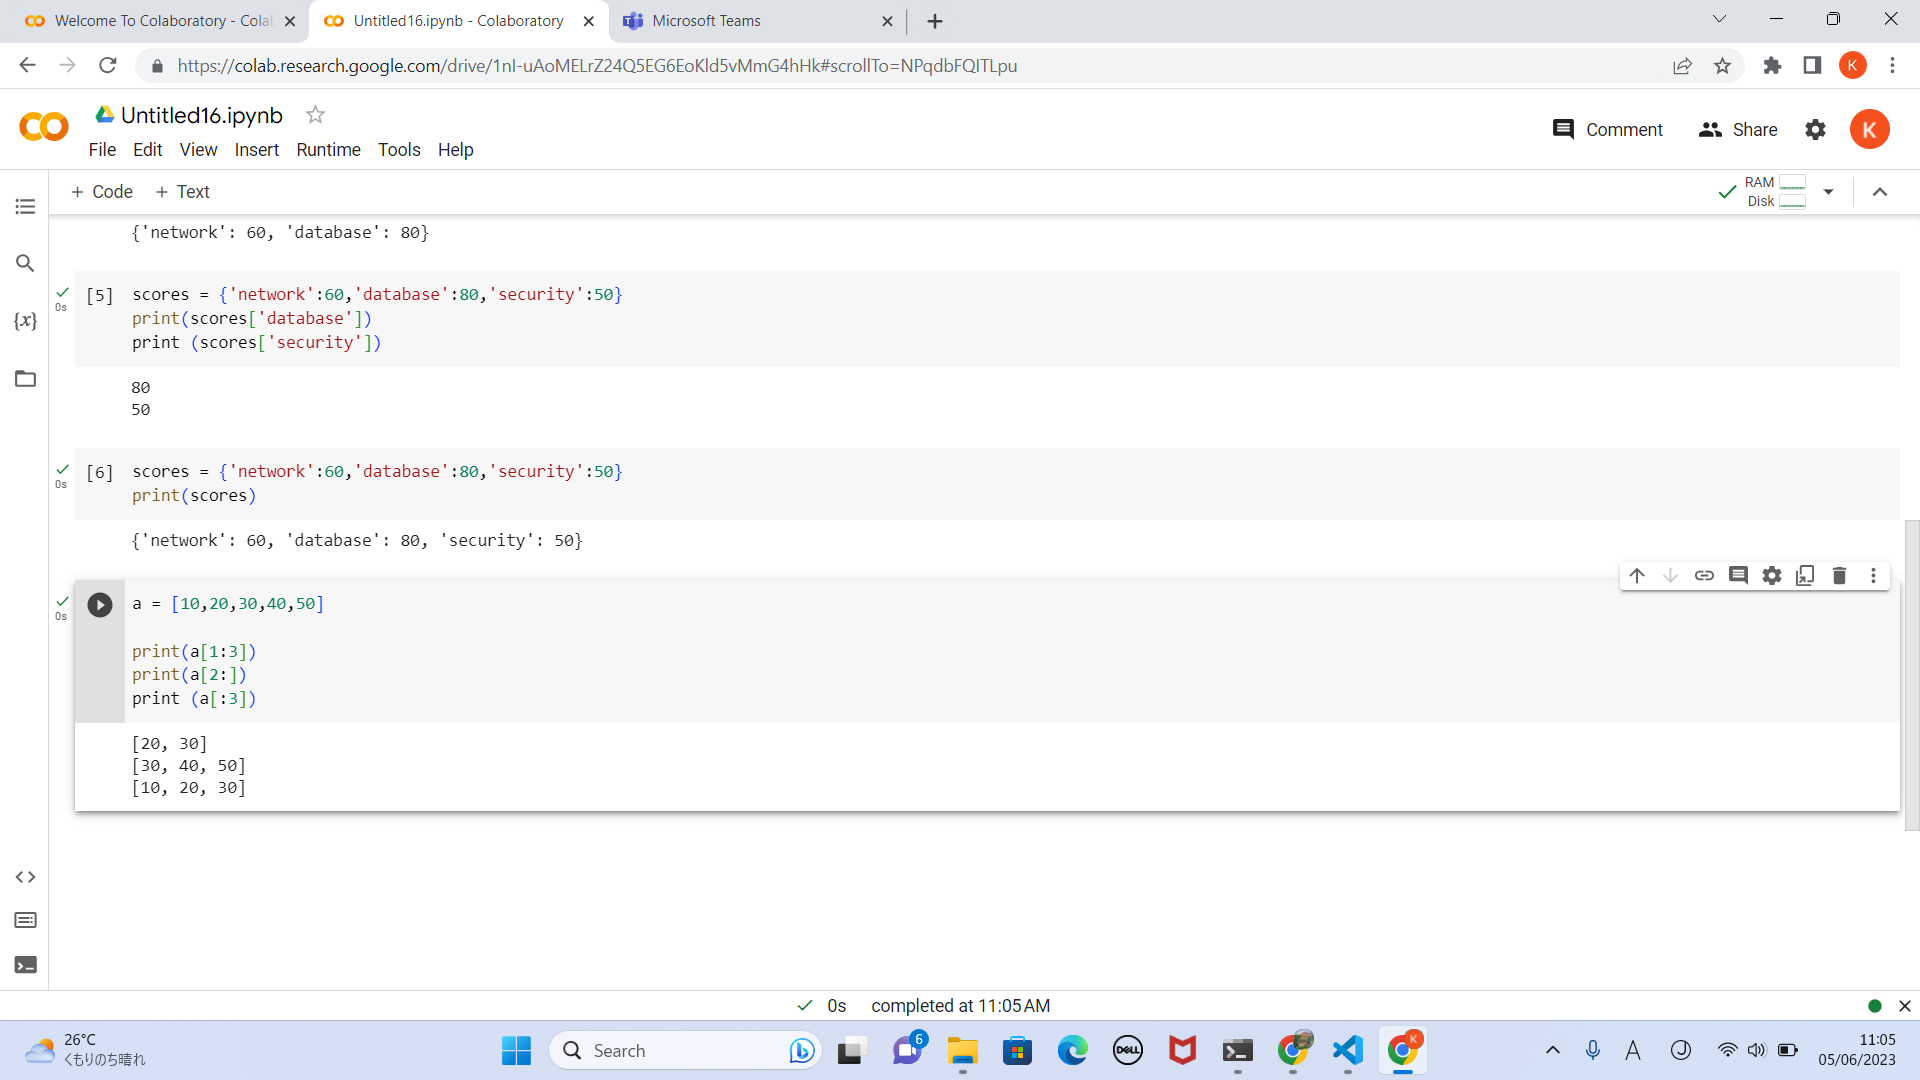 Welcome To Colaboratory - Colab
Untitled16.ipynb - Colaboratory
Microsoft Teams
https://colab.research.google.com/drive/1nI-uAoMELrZ24Q5EG6EoKld5vMmG4hHk#scrollTo=NPqdbFQITLpu
K
Untitled16.ipynb
Comment
Share
K
File Edit View Insert Runtime Tools Help
+ Code + Text
RAM
Disk
{'network': 60, 'database': 80}
{x}
0s
[5] scores = {'network':60,'database':80,'security':50}
print(scores['database'])
print (scores['security'])
80
50
0s
[6] scores = {'network':60,'database':80,'security':50}
print(scores)
{'network': 60, 'database': 80, 'security': 50}
0s
a = [10,20,30,40,50]
print(a[1:3])
print(a[2:])
print (a[:3])
[20, 30]
[30, 40, 50]
[10, 20, 30]
0s completed at 11:05 AM
26°C
くもりのち晴れ
Search
6
DELL
K
A
J
11:05
05/06/2023